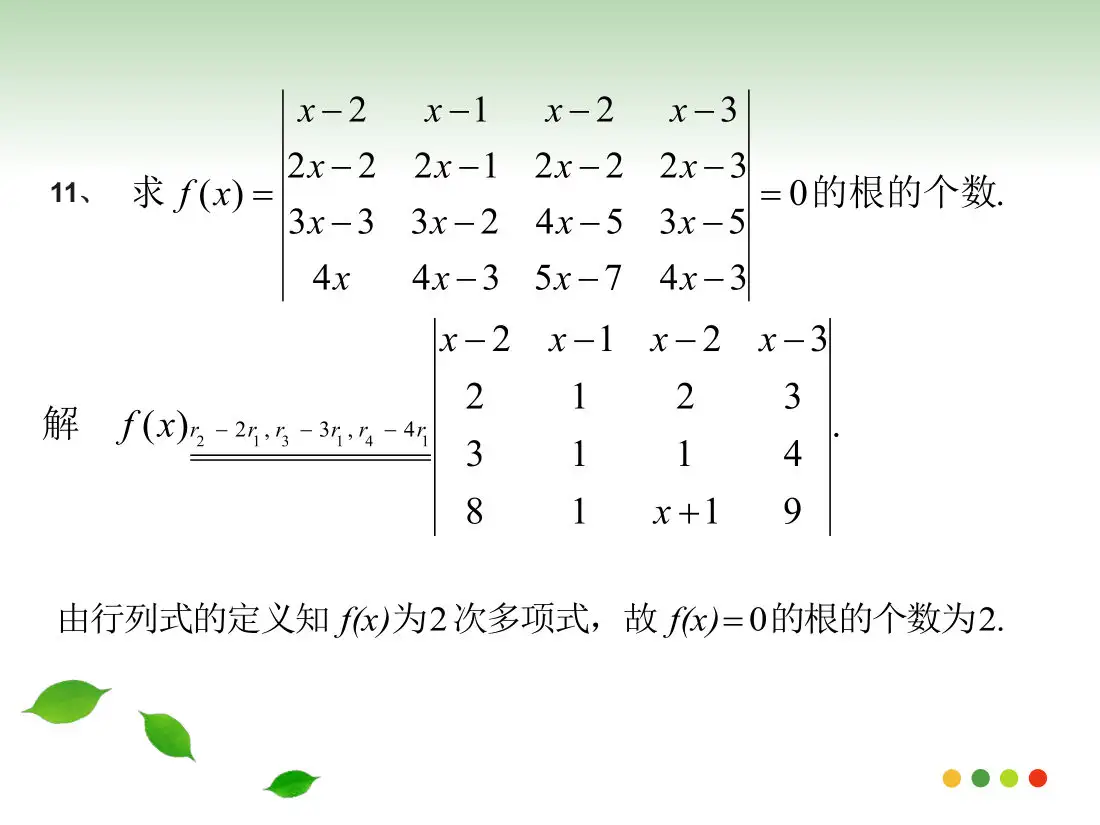 11、 求 f(x) = | x−2 x−1 x−2 x−3 |
| 2x−2 2x−1 2x−2 2x−3 |
| 3x−3 3x−2 4x−5 3x−5 | = 0的根的个数.
| 4x 4x−3 5x−7 4x−3 |
解 f(x) r₂ − 2r₁, r₃ − 3r₁, r₄ − 4r₁ | x−2 x−1 x−2 x−3 |
| 2 1 2 3 |
| 3 1 1 4 | .
| 8 1 x+1 9 |
由行列式的定义知 f(x)为2 次多项式，故 f(x)= 0的根的个数为2.